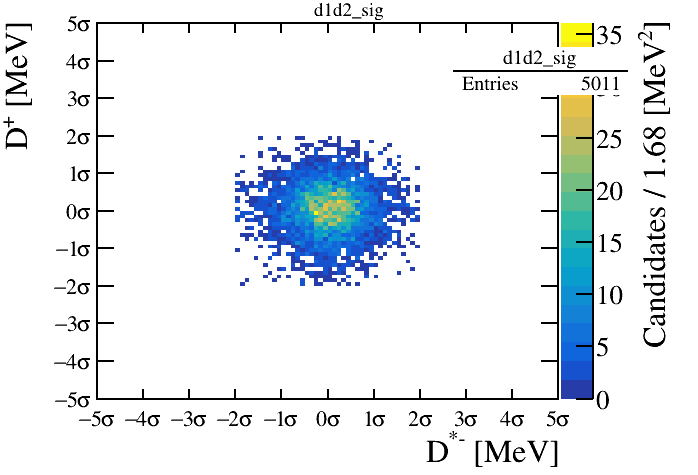 d1d2_sig
D⁺ [MeV]
5σ
4σ
3σ
2σ
1σ
0σ
−1σ
−2σ
−3σ
−4σ
−5σ
−5σ −4σ −3σ −2σ −1σ 0σ 1σ 2σ 3σ 4σ 5σ
D*⁻ [MeV]
d1d2_sig
Entries 5011
35
25
20
15
10
5
0
Candidates / 1.68 [MeV²]